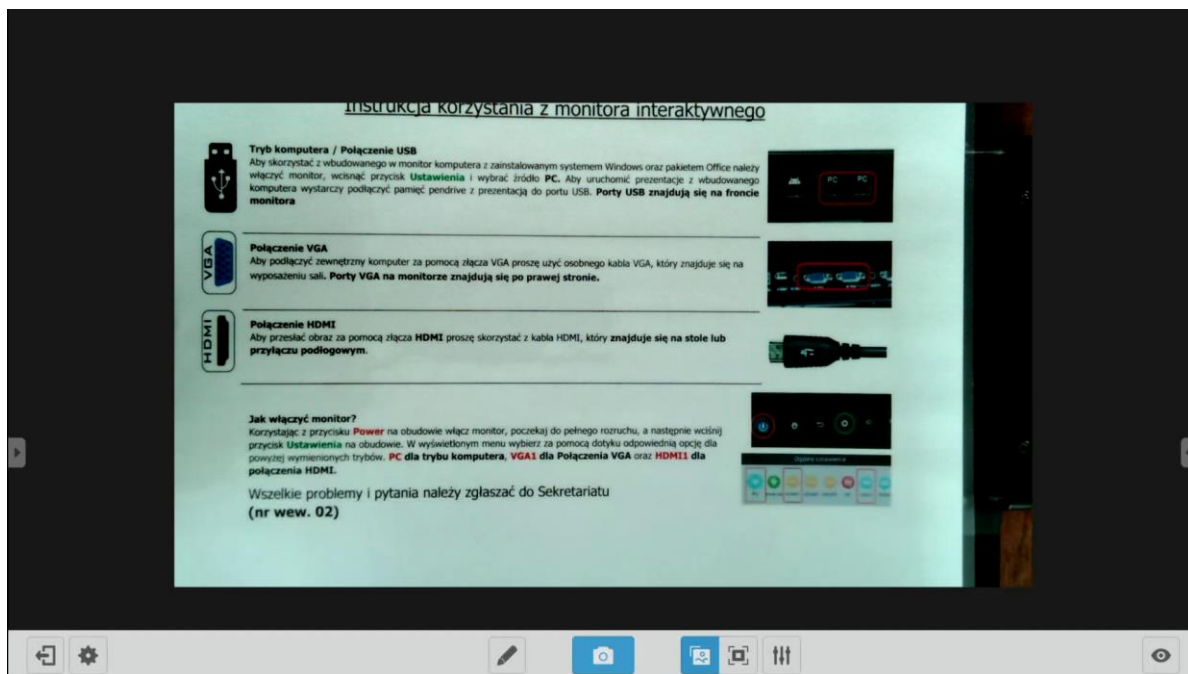 Instrukcja korzystania z monitora interaktywnego
Tryb komputera / Połączenie USB
Aby skorzystać z wbudowanego w monitor komputera z zainstalowanym systemem Windows oraz pakietem Office należy
włączyć monitor, wcisnąć przycisk Ustawienia i wybrać źródło PC. Aby uruchomić prezentacje z wbudowanego
komputera wystarczy podłączyć pamięć pendrive z prezentacją do portu USB. Porty USB znajdują się na froncie
monitora
PC PC
VGA
Połączenie VGA
Aby podłączyć zewnętrzny komputer za pomocą złącza VGA proszę użyć osobnego kabla VGA, który znajduje się na
wyposażeniu sali. Porty VGA na monitorze znajdują się po prawej stronie.
HDMI
Połączenie HDMI
Aby przesłać obraz za pomocą złącza HDMI proszę skorzystać z kabla HDMI, który znajduje się na stole lub
przyłączu podłogowym.
Jak włączyć monitor?
Korzystając z przycisku Power na obudowie włącz monitor, poczekaj do pełnego rozruchu, a następnie wciśnij
przycisk Ustawienia na obudowie. W wyświetlonym menu wybierz za pomocą dotyku odpowiednią opcję dla
powyżej wymienionych trybów. PC dla trybu komputera, VGA1 dla Połączenia VGA oraz HDMI1 dla
połączenia HDMI.
Wszelkie problemy i pytania należy zgłaszać do Sekretariatu
(nr wew. 02)